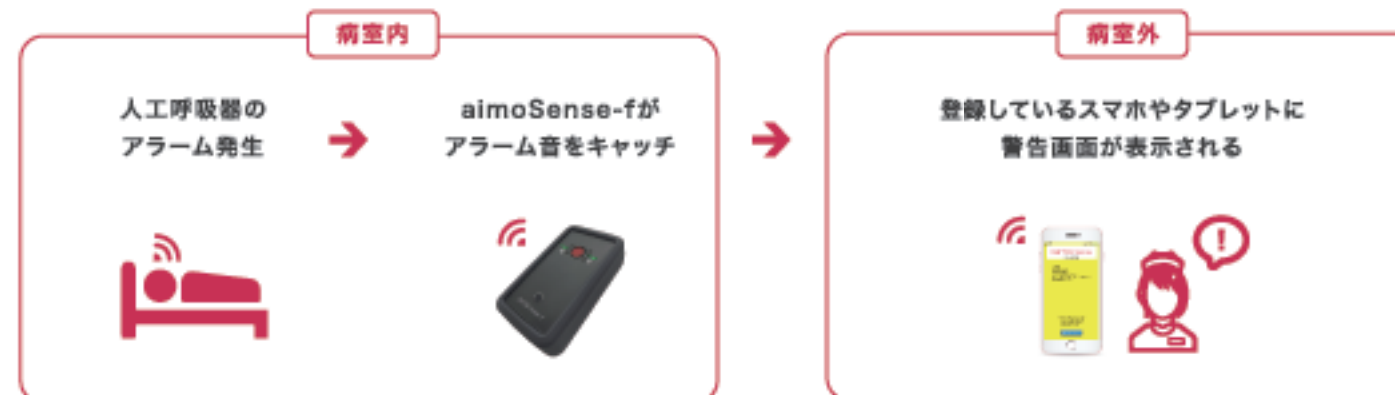 病室内
人工呼吸器の
アラーム発生
aimoSense-fが
アラーム音をキャッチ
病室外
登録しているスマホやタブレットに
警告画面が表示される
!